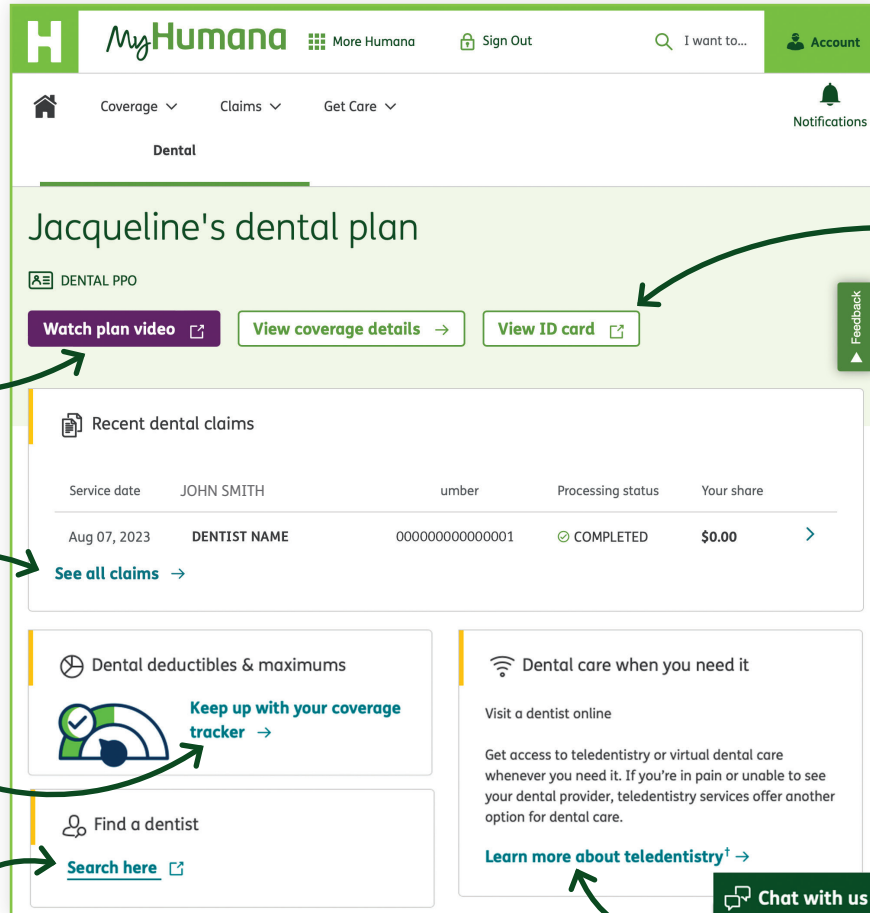 H MyHumana More Humana Sign Out I want to... Account
Coverage Claims Get Care Notifications
Dental
Jacqueline's dental plan
DENTAL PPO
Watch plan video View coverage details → View ID card
Feedback
Recent dental claims
Service date JOHN SMITH umber Processing status Your share
Aug 07, 2023 DENTIST NAME 000000000000001 COMPLETED $0.00
See all claims →
Dental deductibles & maximums
Keep up with your coverage
tracker →
Find a dentist
Search here
Dental care when you need it
Visit a dentist online
Get access to teledentistry or virtual dental care
whenever you need it. If you're in pain or unable to see
your dental provider, teledentistry services offer another
option for dental care.
Learn more about teledentistry† →
Chat with us